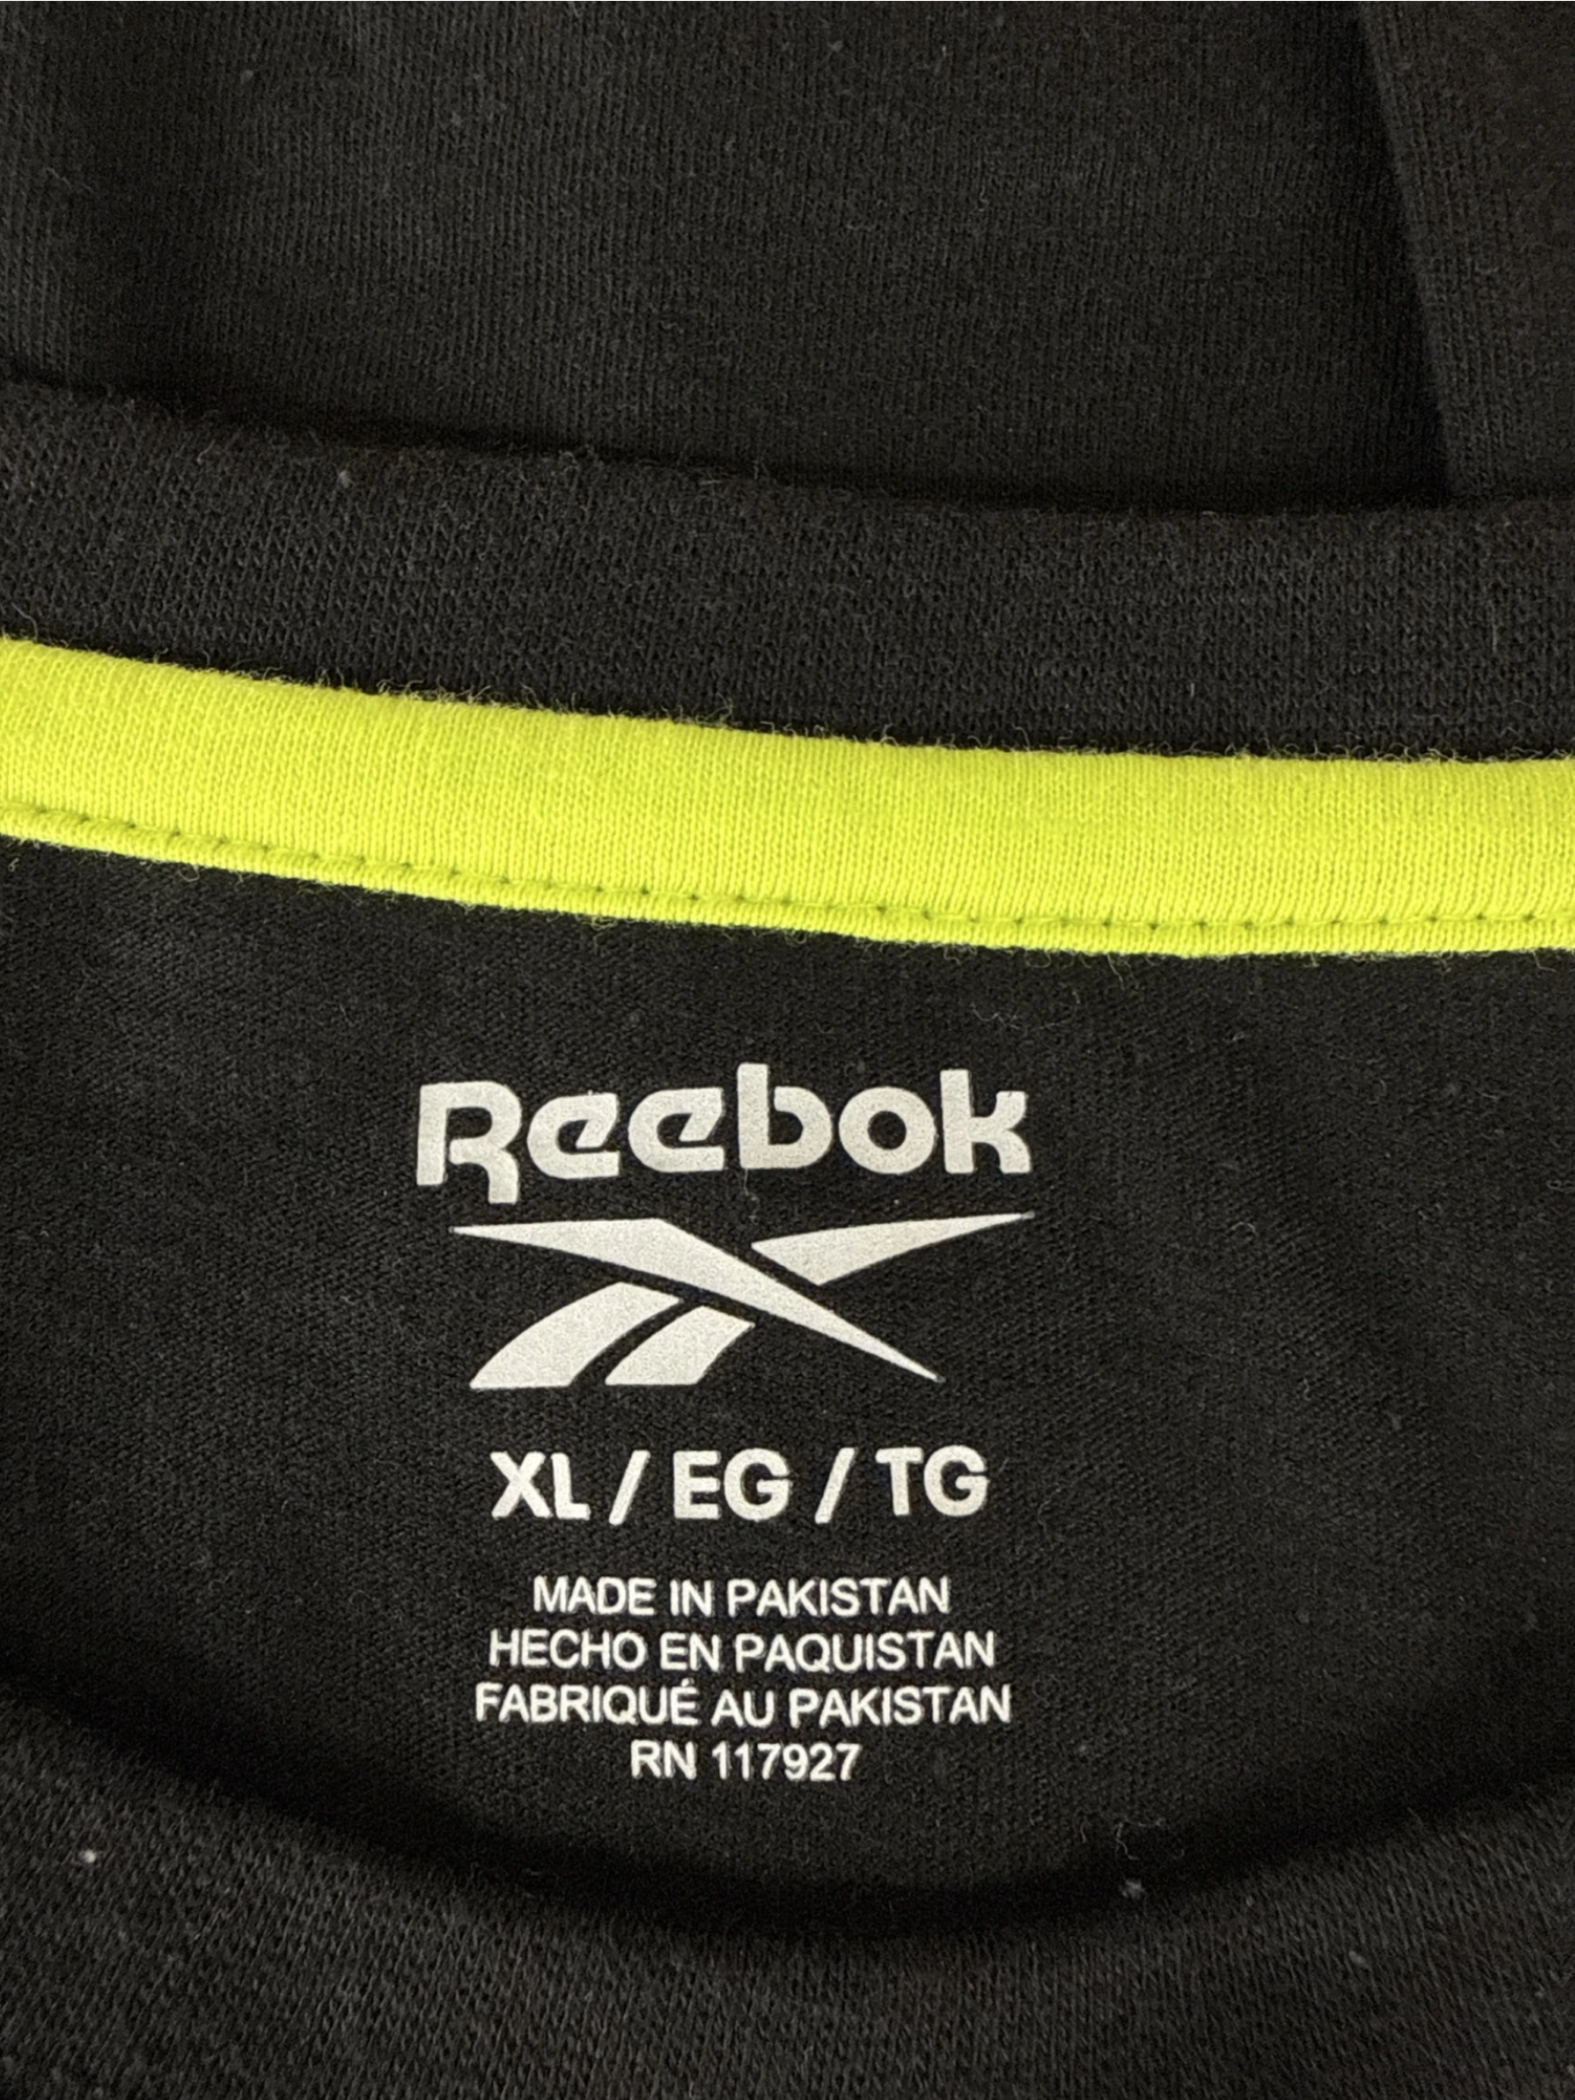 Reebok
XL / EG / TG
MADE IN PAKISTAN
HECHO EN PAQUISTAN
FABRIQUÉ AU PAKISTAN
RN 117927